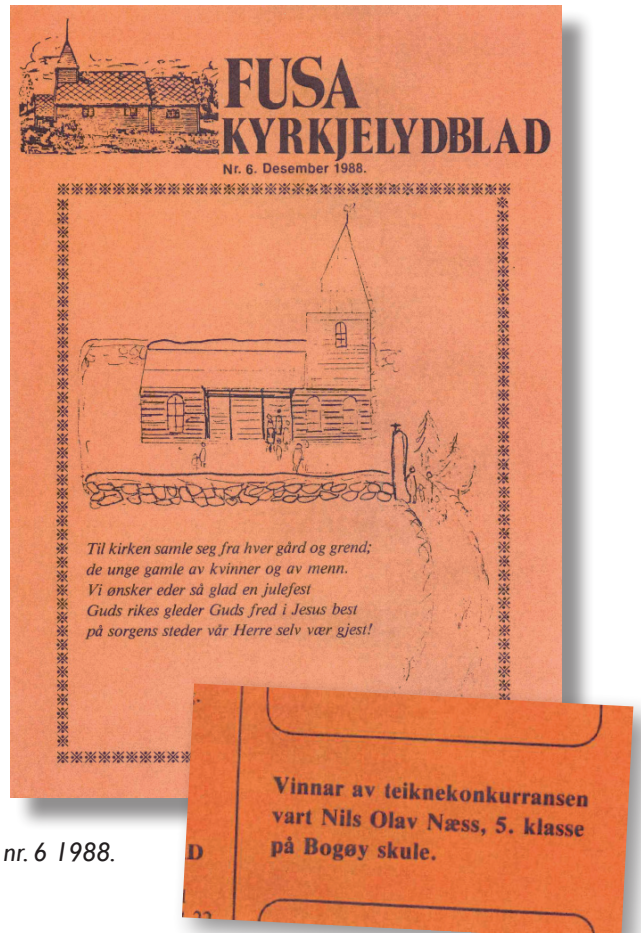 FUSA
KYRKJELYDBLAD
Nr. 6. Desember 1988.
Til kirken samle seg fra hver gård og grend;
de unge gamle av kvinner og av menn.
Vi ønsker eder så glad en julefest
Guds rikes gleder Guds fred i Jesus best
på sorgens steder vår Herre selv vær gjest!
Vinnar av teiknekonkurransen
vart Nils Olav Næss, 5. klasse
på Bogøy skule.
D
nr. 6 1988.